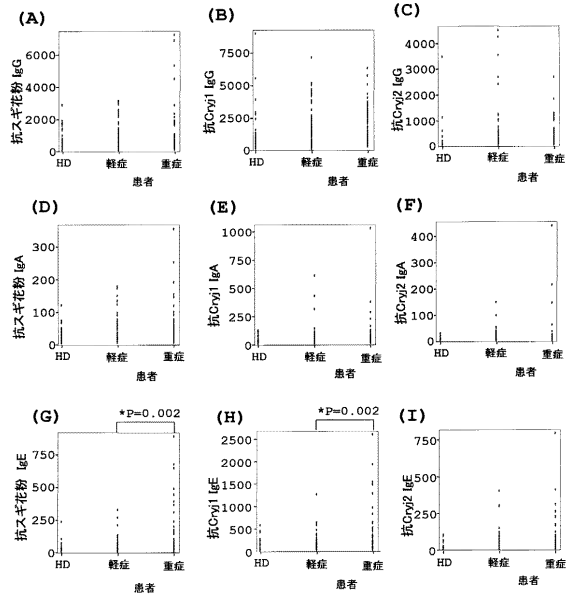 (A)
抗スギ花粉 IgG
7500
6000
4000
2000
0
HD
軽症
重症
患者
(B)
抗Cryj1 IgG
7500
5000
2500
0
HD
軽症
重症
患者
(C)
抗Cryj2 IgG
4000
3000
2000
1000
0
HD
軽症
重症
患者
(D)
抗スギ花粉 IgA
300
200
100
0
HD
軽症
重症
患者
(E)
抗Cryj1 IgA
1000
750
500
250
0
HD
軽症
重症
患者
(F)
抗Cryj2 IgA
400
300
200
100
0
HD
軽症
重症
患者
(G)
*P=0.002
抗スギ花粉 IgE
750
500
250
0
HD
軽症
重症
患者
(H)
*P=0.002
抗Cryj1 IgE
2500
2000
1500
1000
500
0
HD
軽症
重症
患者
(I)
抗Cryj2 IgE
750
500
250
0
HD
軽症
重症
患者